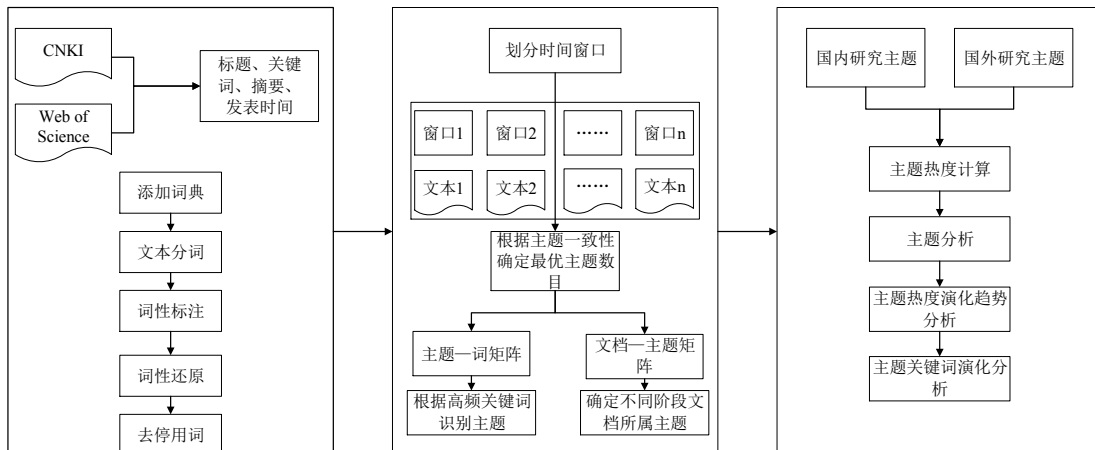 CNKI
Web of
Science
标题、关键
词、摘要、
发表时间
添加词典
文本分词
词性标注
词性还原
去停用词
划分时间窗口
窗口1
窗口2
……
窗口n
文本1
文本2
……
文本n
根据主题一致性
确定最优主题数
目
主题—词矩阵
文档—主题矩
阵
根据高频关键词
识别主题
确定不同阶段文
档所属主题
国内研究主题
国外研究主题
主题热度计算
主题分析
主题热度演化趋势
分析
主题关键词演化分
析